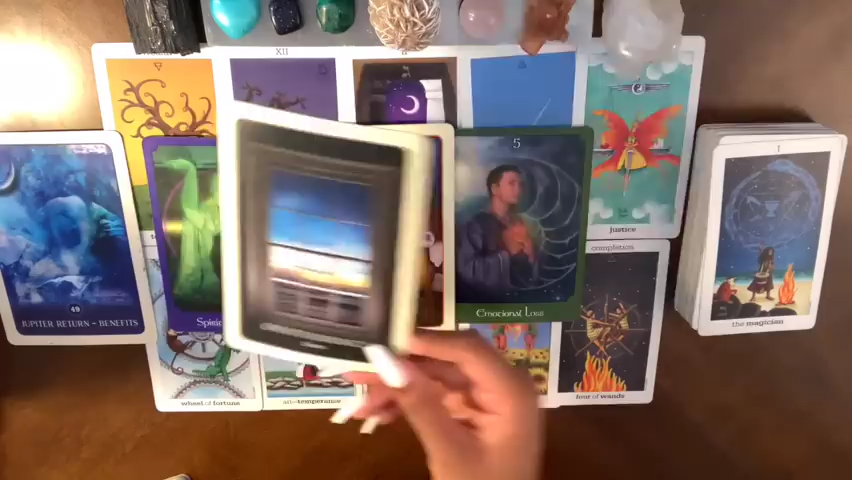 XII
5
justice
completion
I
the magician
49
JUPITER RETURN - BENEFITS
Emotional Loss
wheel of fortune
temperance
four of wands